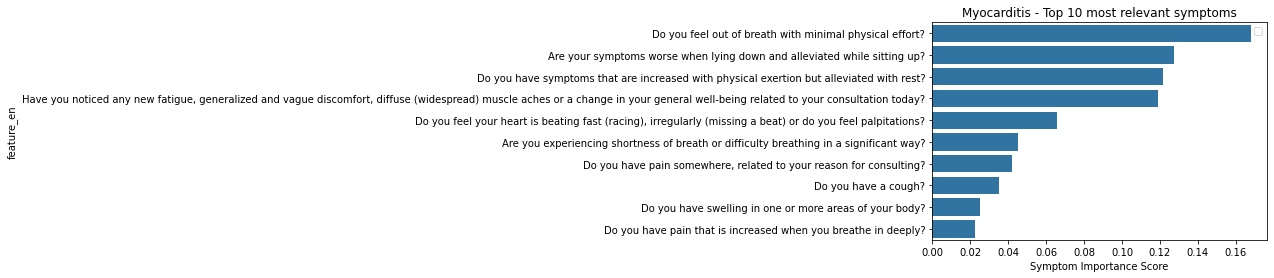 Myocarditis - Top 10 most relevant symptoms
Do you feel out of breath with minimal physical effort?
Are your symptoms worse when lying down and alleviated while sitting up?
Do you have symptoms that are increased with physical exertion but alleviated with rest?
Have you noticed any new fatigue, generalized and vague discomfort, diffuse (widespread) muscle aches or a change in your general well-being related to your consultation today?
Do you feel your heart is beating fast (racing), irregularly (missing a beat) or do you feel palpitations?
Are you experiencing shortness of breath or difficulty breathing in a significant way?
Do you have pain somewhere, related to your reason for consulting?
Do you have a cough?
Do you have swelling in one or more areas of your body?
Do you have pain that is increased when you breathe in deeply?
feature_en
0.00 0.02 0.04 0.06 0.08 0.10 0.12 0.14 0.16
Symptom Importance Score